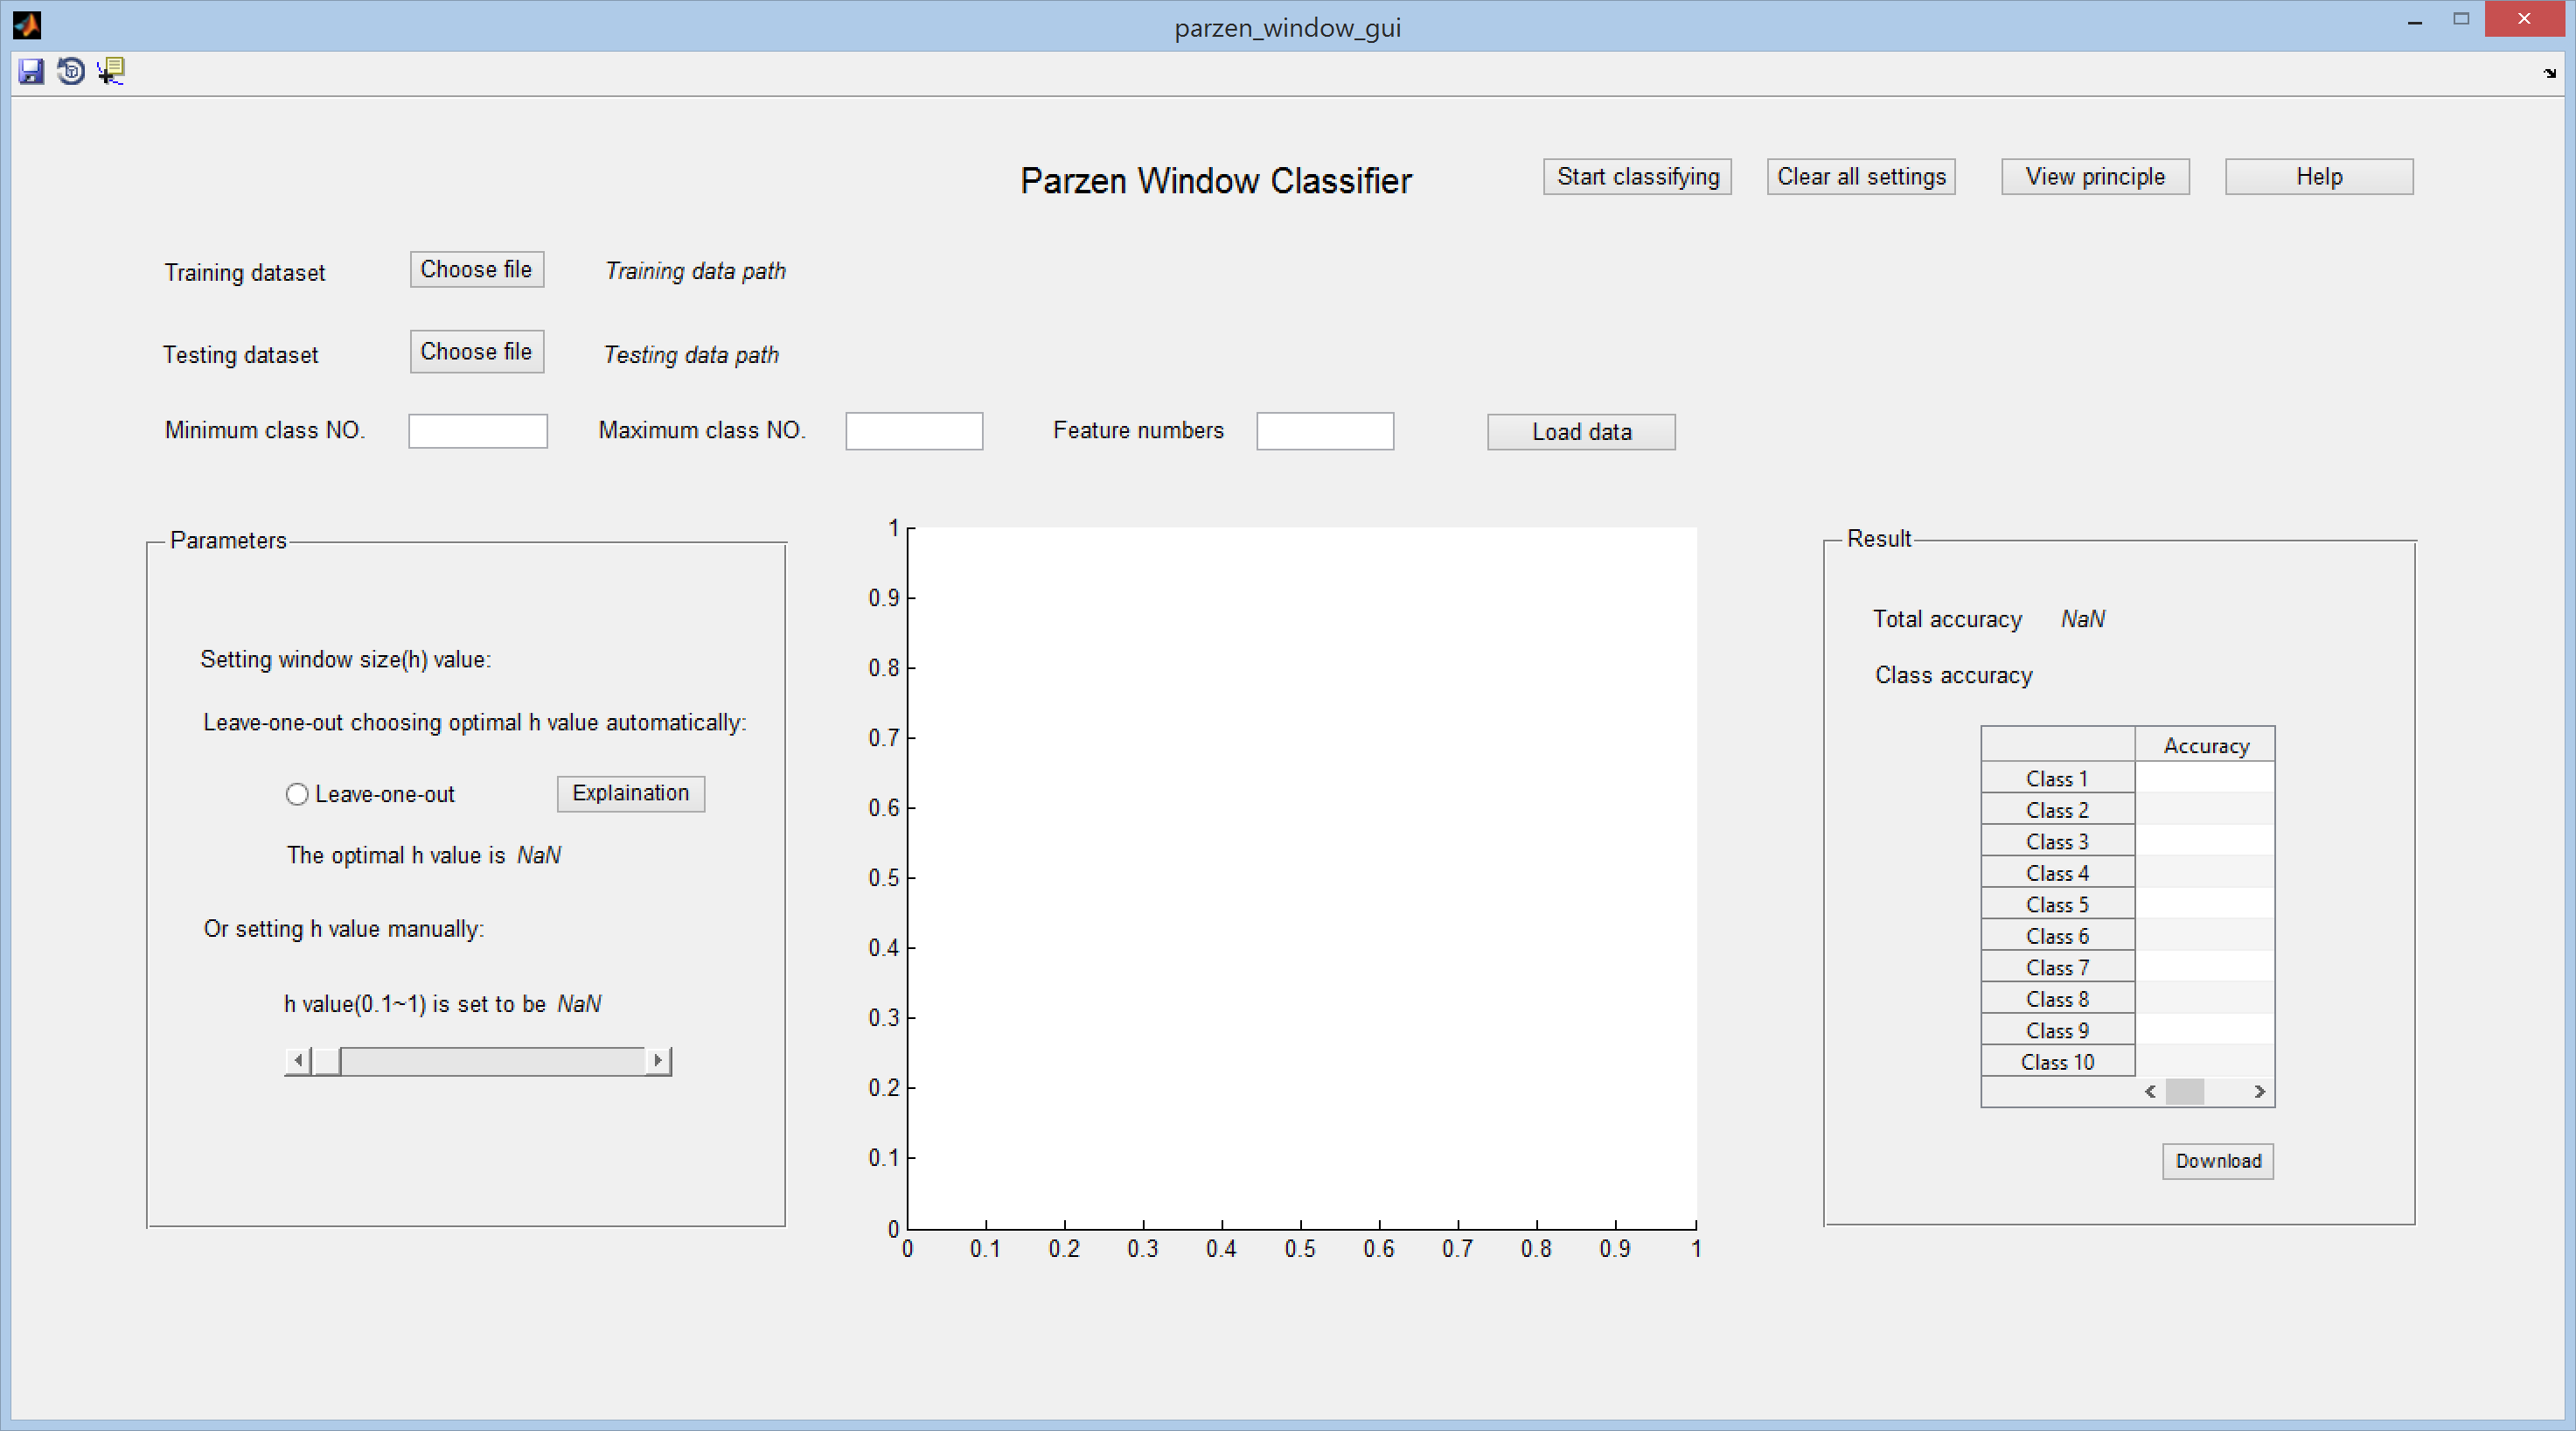 parzen_window_gui
Parzen Window Classifier
Start classifying
Clear all settings
View principle
Help
Training dataset
Choose file
Training data path
Testing dataset
Choose file
Testing data path
Minimum class NO.
Maximum class NO.
Feature numbers
Load data
Parameters
Setting window size(h) value:
Leave-one-out choosing optimal h value automatically:
Leave-one-out
Explaination
The optimal h value is NaN
Or setting h value manually:
h value(0.1~1) is set to be NaN
1
0.9
0.8
0.7
0.6
0.5
0.4
0.3
0.2
0.1
0
0 0.1 0.2 0.3 0.4 0.5 0.6 0.7 0.8 0.9 1
Result
Total accuracy NaN
Class accuracy
Accuracy
Class 1
Class 2
Class 3
Class 4
Class 5
Class 6
Class 7
Class 8
Class 9
Class 10
Download